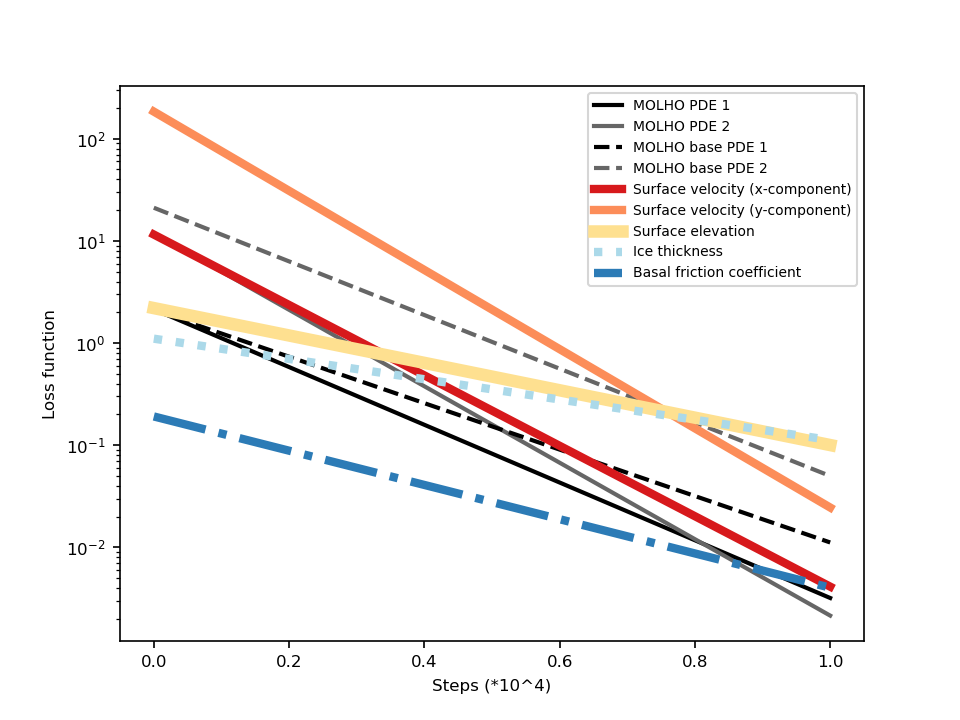 10^2
10^1
10^0
10^-1
10^-2
Loss function
0.0 0.2 0.4 0.6 0.8 1.0
Steps (*10^4)
MOLHO PDE 1
MOLHO PDE 2
MOLHO base PDE 1
MOLHO base PDE 2
Surface velocity (x-component)
Surface velocity (y-component)
Surface elevation
Ice thickness
Basal friction coefficient